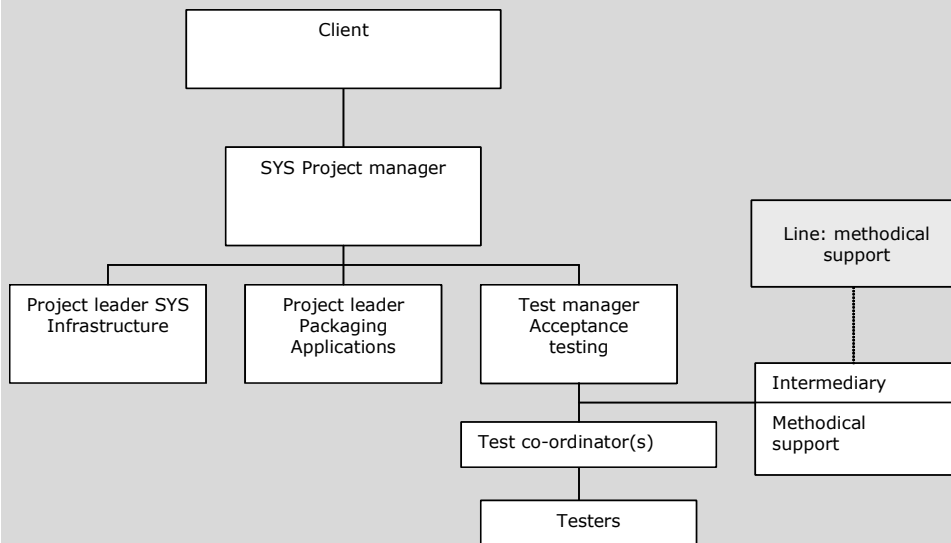 Client
SYS Project manager
Line: methodical
support
Project leader SYS
Infrastructure
Project leader
Packaging
Applications
Test manager
Acceptance
testing
Intermediary
Methodical
support
Test co-ordinator(s)
Testers